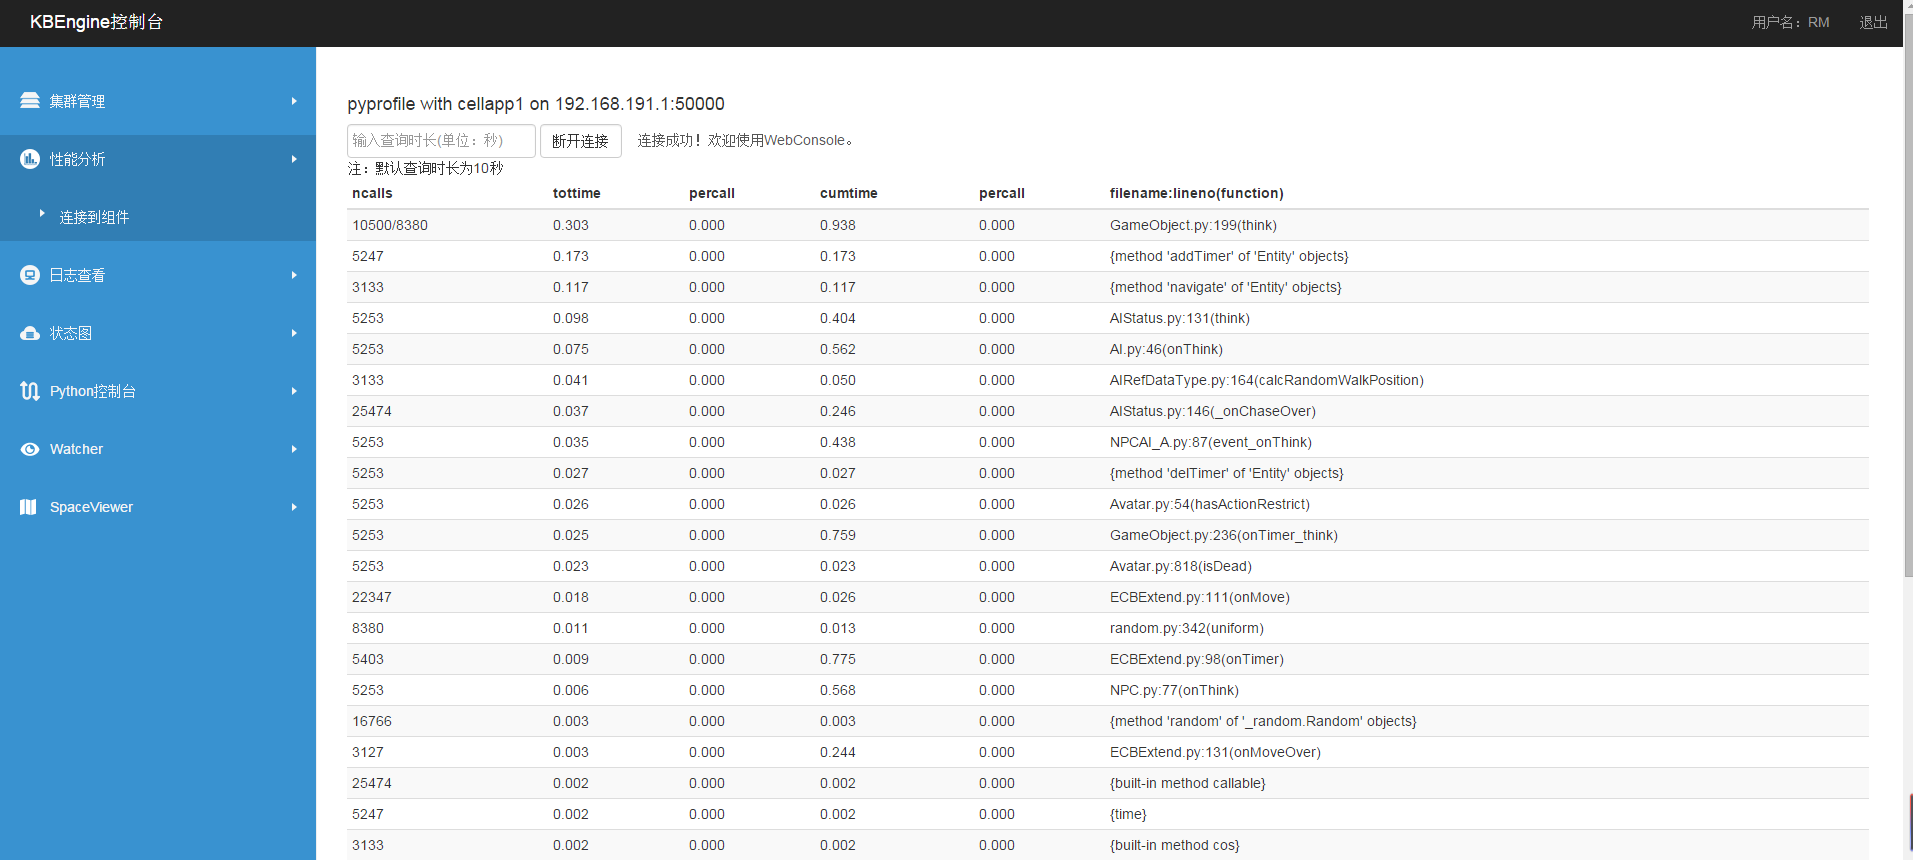 KBEngine控制台
用户名：RM 退出
集群管理
性能分析
连接到组件
日志查看
状态图
Python控制台
Watcher
SpaceViewer
pyprofile with cellapp1 on 192.168.191.1:50000
输入查询时长(单位：秒) 断开连接 连接成功！欢迎使用WebConsole。
注：默认查询时长为10秒
ncalls tottime percall cumtime percall filename:lineno(function)
10500/8380 0.303 0.000 0.938 0.000 GameObject.py:199(think)
5247 0.173 0.000 0.173 0.000 {method 'addTimer' of 'Entity' objects}
3133 0.117 0.000 0.117 0.000 {method 'navigate' of 'Entity' objects}
5253 0.098 0.000 0.404 0.000 AIStatus.py:131(think)
5253 0.075 0.000 0.562 0.000 AI.py:46(onThink)
3133 0.041 0.000 0.050 0.000 AIRefDataType.py:164(calcRandomWalkPosition)
25474 0.037 0.000 0.246 0.000 AIStatus.py:146(_onChaseOver)
5253 0.035 0.000 0.438 0.000 NPCAI_A.py:87(event_onThink)
5253 0.027 0.000 0.027 0.000 {method 'delTimer' of 'Entity' objects}
5253 0.026 0.000 0.026 0.000 Avatar.py:54(hasActionRestrict)
5253 0.025 0.000 0.759 0.000 GameObject.py:236(onTimer_think)
5253 0.023 0.000 0.023 0.000 Avatar.py:818(isDead)
22347 0.018 0.000 0.026 0.000 ECBExtend.py:111(onMove)
8380 0.011 0.000 0.013 0.000 random.py:342(uniform)
5403 0.009 0.000 0.775 0.000 ECBExtend.py:98(onTimer)
5253 0.006 0.000 0.568 0.000 NPC.py:77(onThink)
16766 0.003 0.000 0.003 0.000 {method 'random' of '_random.Random' objects}
3127 0.003 0.000 0.244 0.000 ECBExtend.py:131(onMoveOver)
25474 0.002 0.000 0.002 0.000 {built-in method callable}
5247 0.002 0.000 0.002 0.000 {time}
3133 0.002 0.000 0.002 0.000 {built-in method cos}